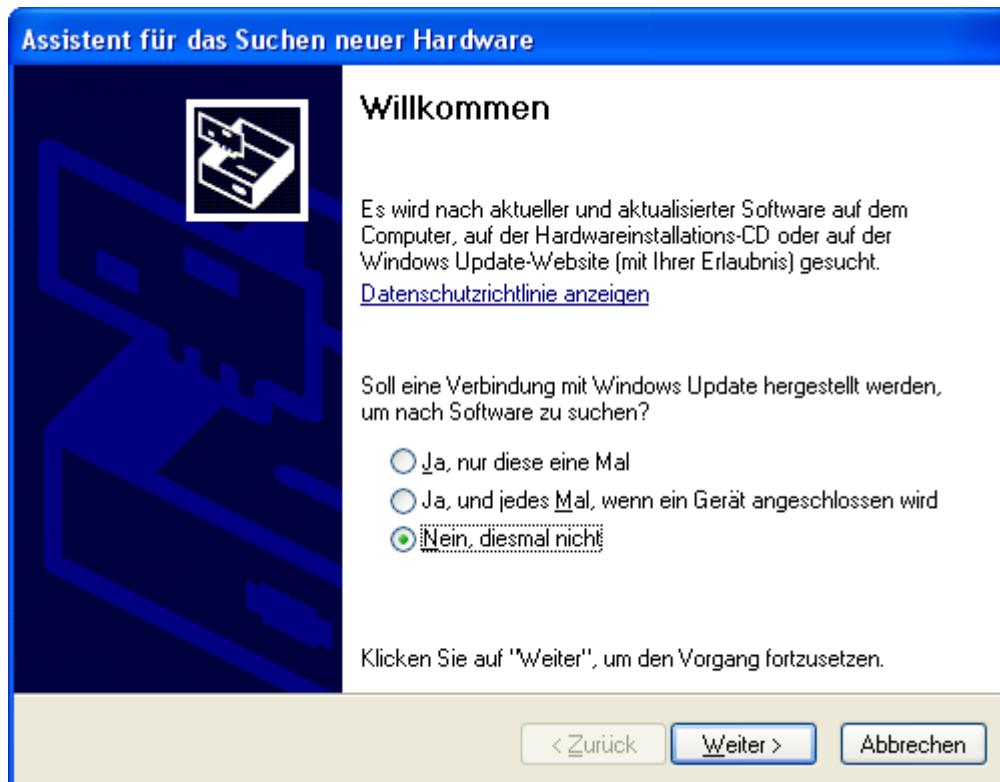 Assistent für das Suchen neuer Hardware
Willkommen
Es wird nach aktueller und aktualisierter Software auf dem
Computer, auf der Hardwareinstallations-CD oder auf der
Windows Update-Website (mit Ihrer Erlaubnis) gesucht.
Datenschutzrichtlinie anzeigen
Soll eine Verbindung mit Windows Update hergestellt werden,
um nach Software zu suchen?
Ja, nur diese eine Mal
Ja, und jedes Mal, wenn ein Gerät angeschlossen wird
Nein, diesmal nicht
Klicken Sie auf "Weiter", um den Vorgang fortzusetzen.
< Zurück
Weiter >
Abbrechen